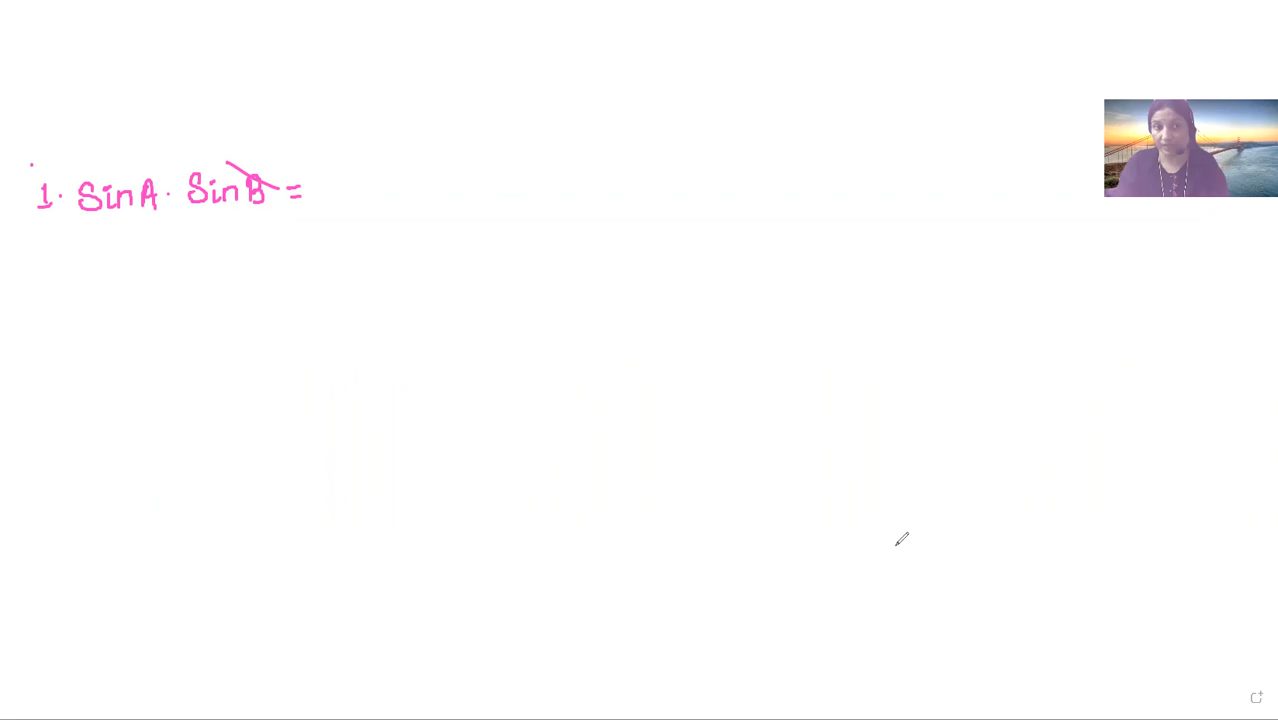 1. SinA . SinB =